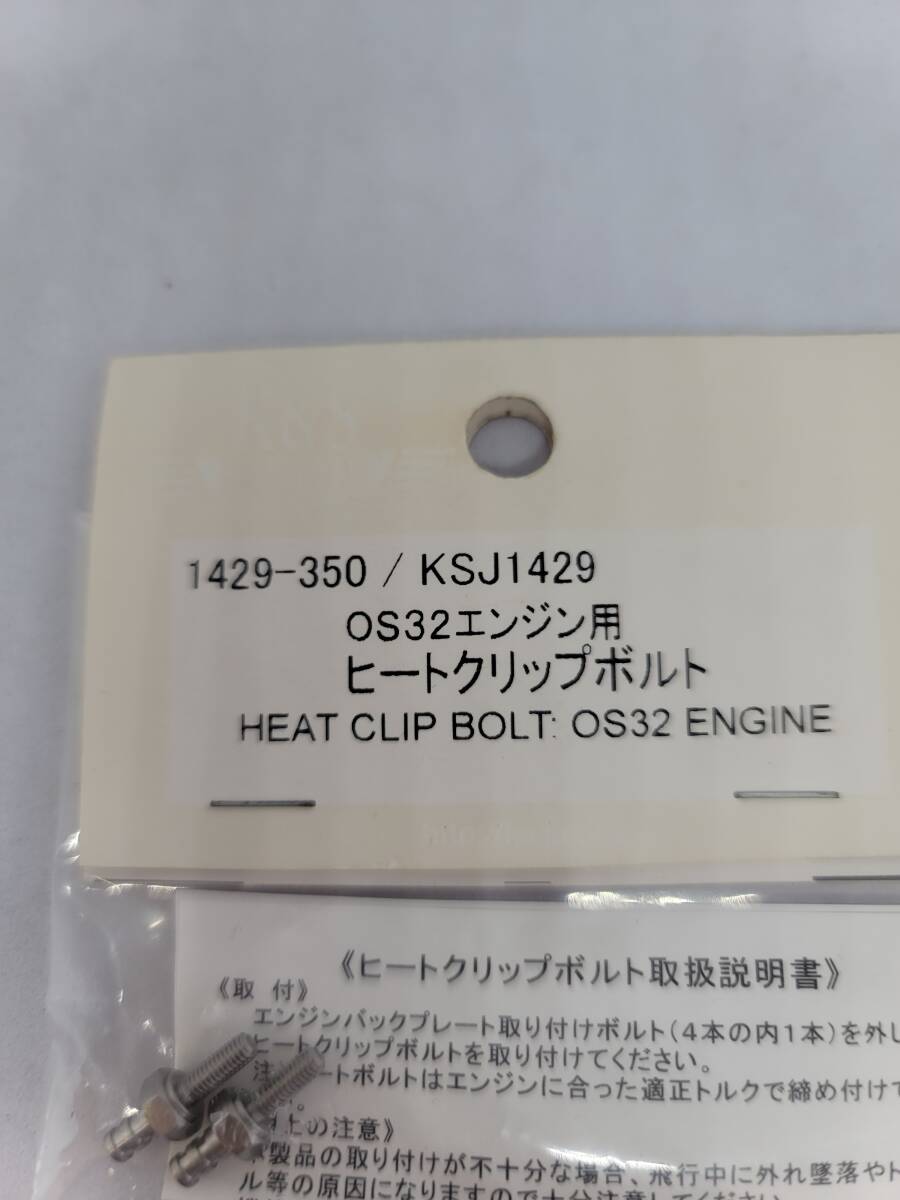 1429-350 / KSJ1429
OS32エンジン用
ヒートクリップボルト
HEAT CLIP BOLT: OS32 ENGINE
《ヒートクリップボルト取扱説明書》
《取 付》
エンジンバックプレート取り付けボルト(4本の内1本)を外し
ヒートクリップボルトを取り付けてください。
注 ートボルトはエンジンに合った適正トルクで締め付けて
。
上の注意》
本製品の取り付けが不十分な場合、飛行中に外れ墜落やト
ル等の原因になりますので十分注意してください。